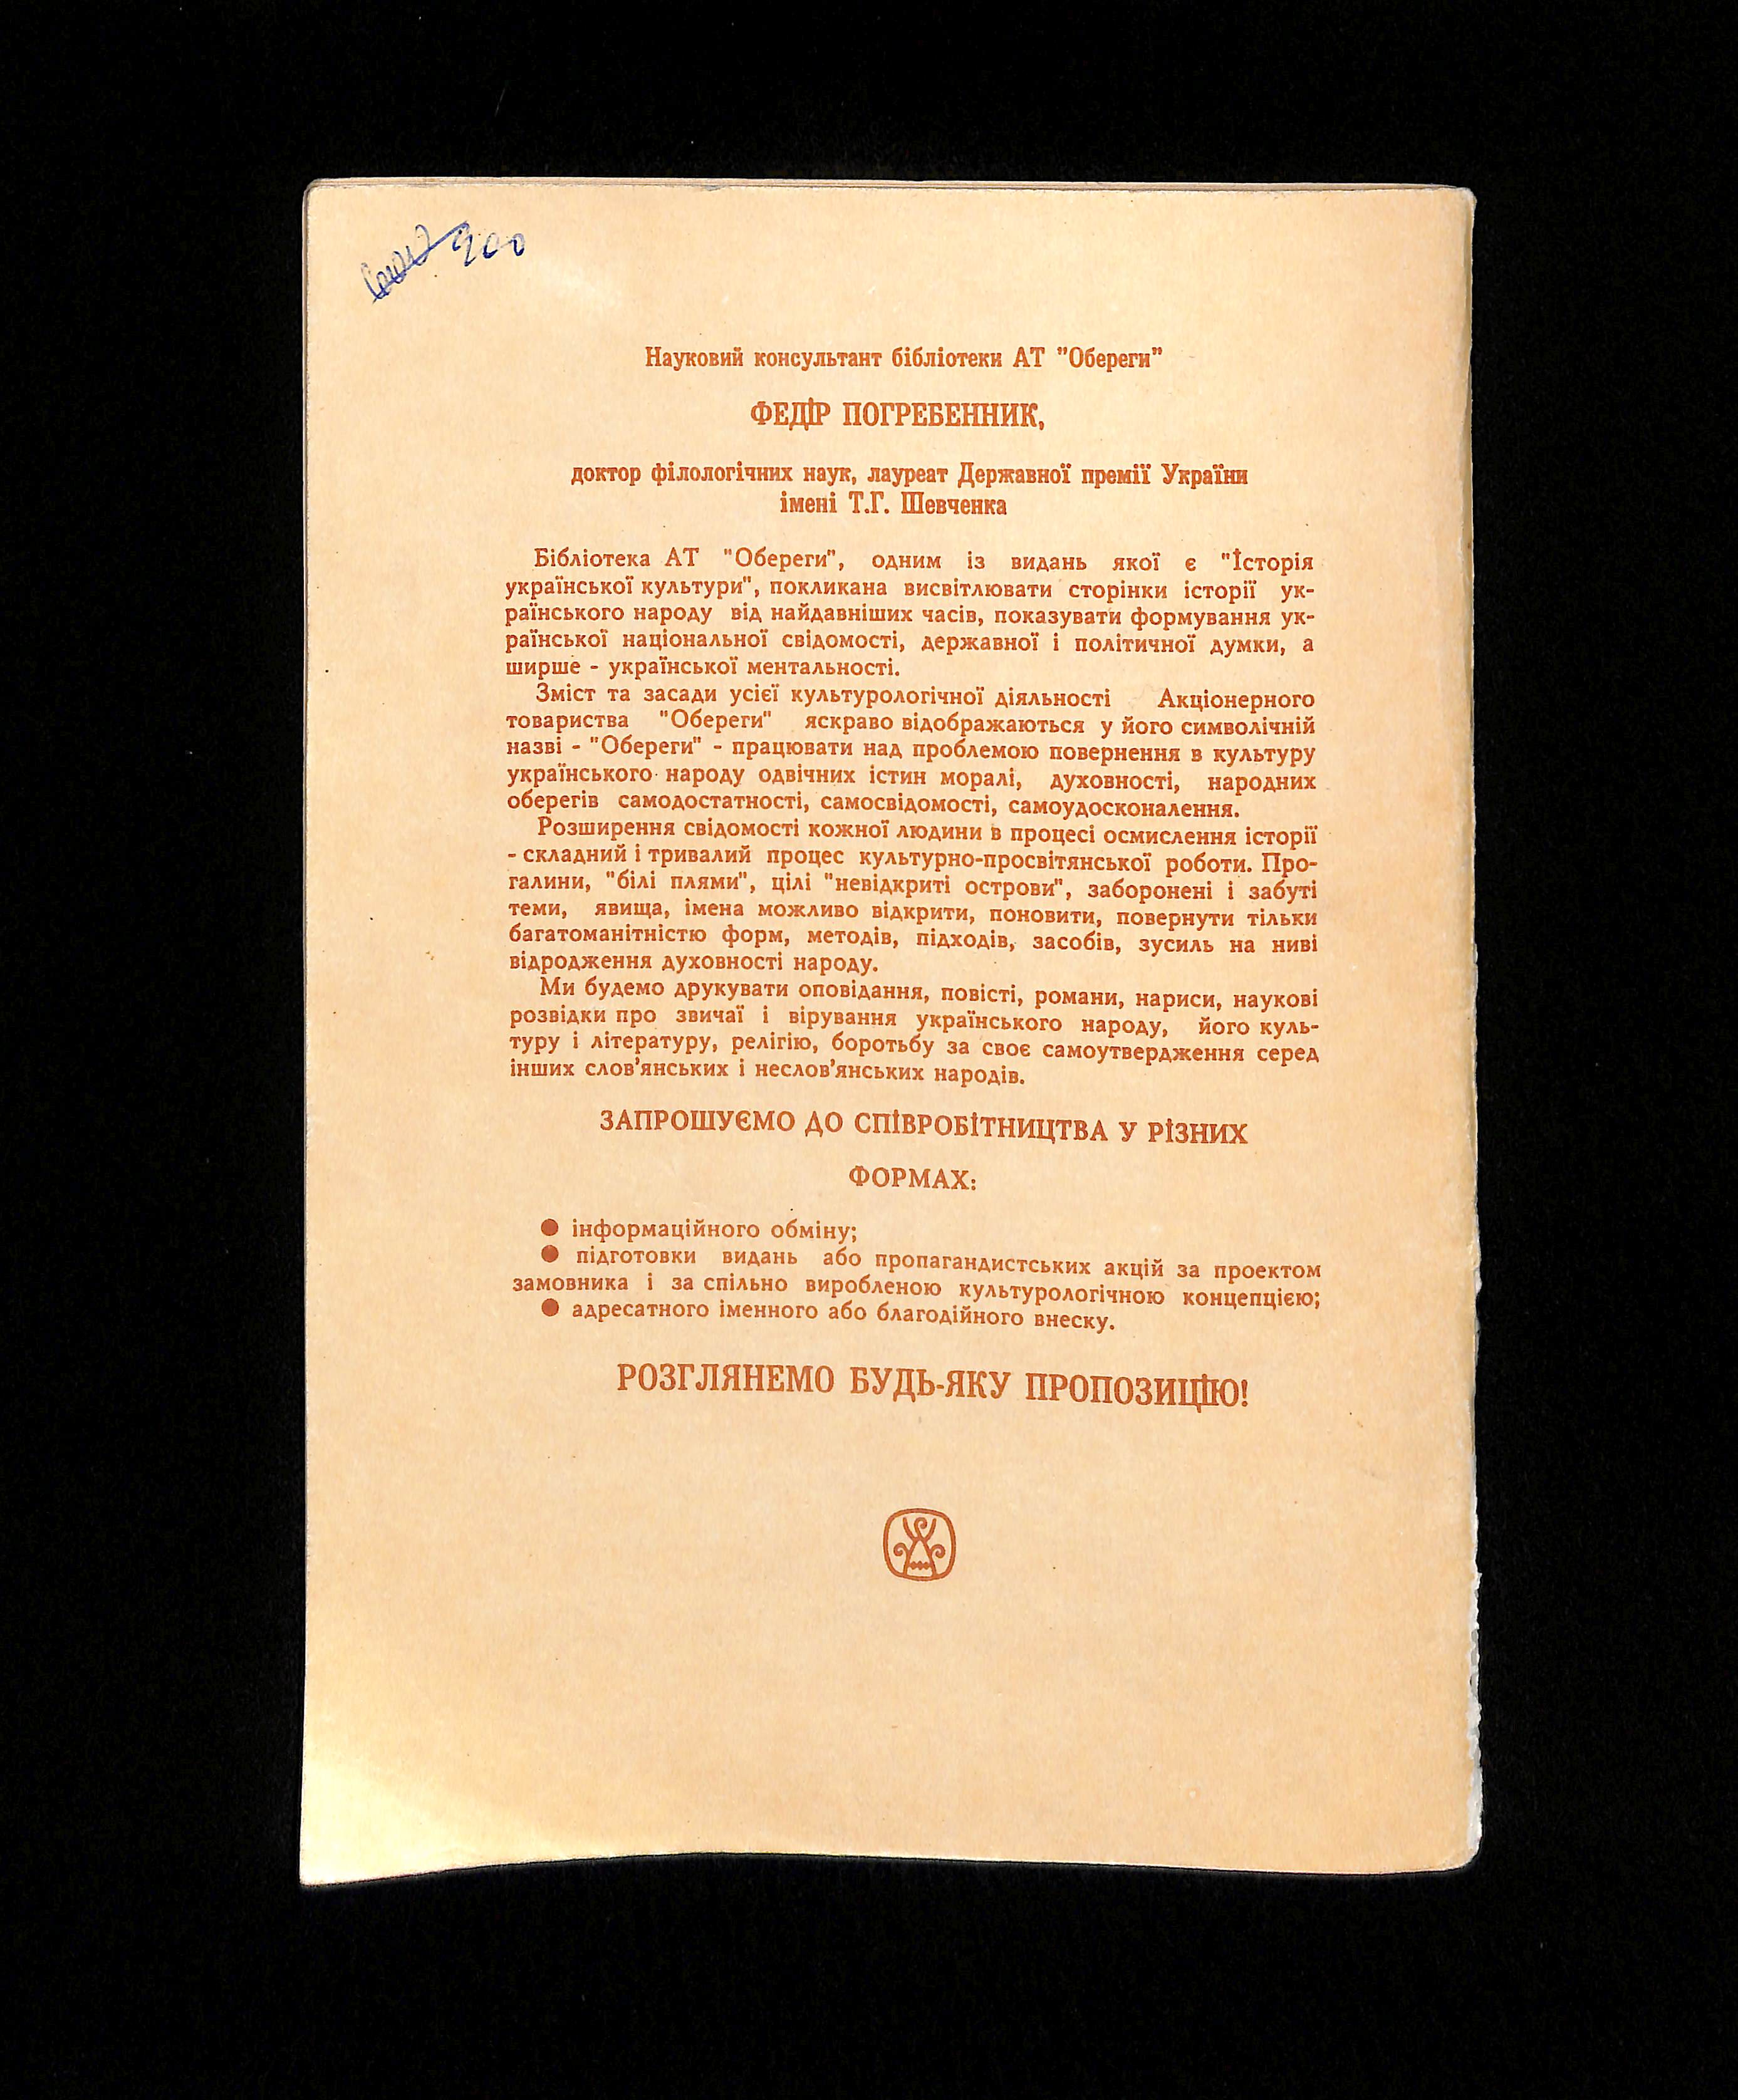 900
Науковий консультант бібліотеки АТ "Обереги"
ФЕДІР ПОГРЕБЕННИК,
доктор філологічних наук, лауреат Державної премії України
імені Т.Г. Шевченка
Бібліотека АТ "Обереги", одним із видань якої є "Історія
української культури", покликана висвітлювати сторінки історії ук-
раїнського народу від найдавніших часів, показувати формування ук-
раїнської національної свідомості, державної і політичної думки, а
ширше - української ментальності.
Зміст та засади усієї культурологічної діяльності Акціонерного
товариства "Обереги" яскраво відображаються у його символічній
назві - "Обереги" - працювати над проблемою повернення в культуру
українського народу одвічних істин моралі, духовності, народних
оберегів самодостатності, самосвідомості, самоудосконалення.
Розширення свідомості кожної людини в процесі осмислення історії
- складний і тривалий процес культурно-просвітянської роботи. Про-
галини, "білі плями", цілі "невідкриті острови", заборонені і забуті
теми, явища, імена можливо відкрити, поновити, повернути тільки
багатоманітністю форм, методів, підходів, засобів, зусиль на ниві
відродження духовності народу.
Ми будемо друкувати оповідання, повісті, романи, нариси, наукові
розвідки про звичаї і вірування українського народу, його куль-
туру і літературу, релігію, боротьбу за своє самоутвердження серед
інших слов'янських і неслов'янських народів.
ЗАПРОШУЄМО ДО СПІВРОБІТНИЦТВА У РІЗНИХ
ФОРМАХ:
● інформаційного обміну;
● підготовки видань або пропагандистських акцій за проектом
замовника і за спільно виробленою культурологічною концепцією;
● адресатного іменного або благодійного внеску.
РОЗГЛЯНЕМО БУДЬ-ЯКУ ПРОПОЗИЦІЮ!